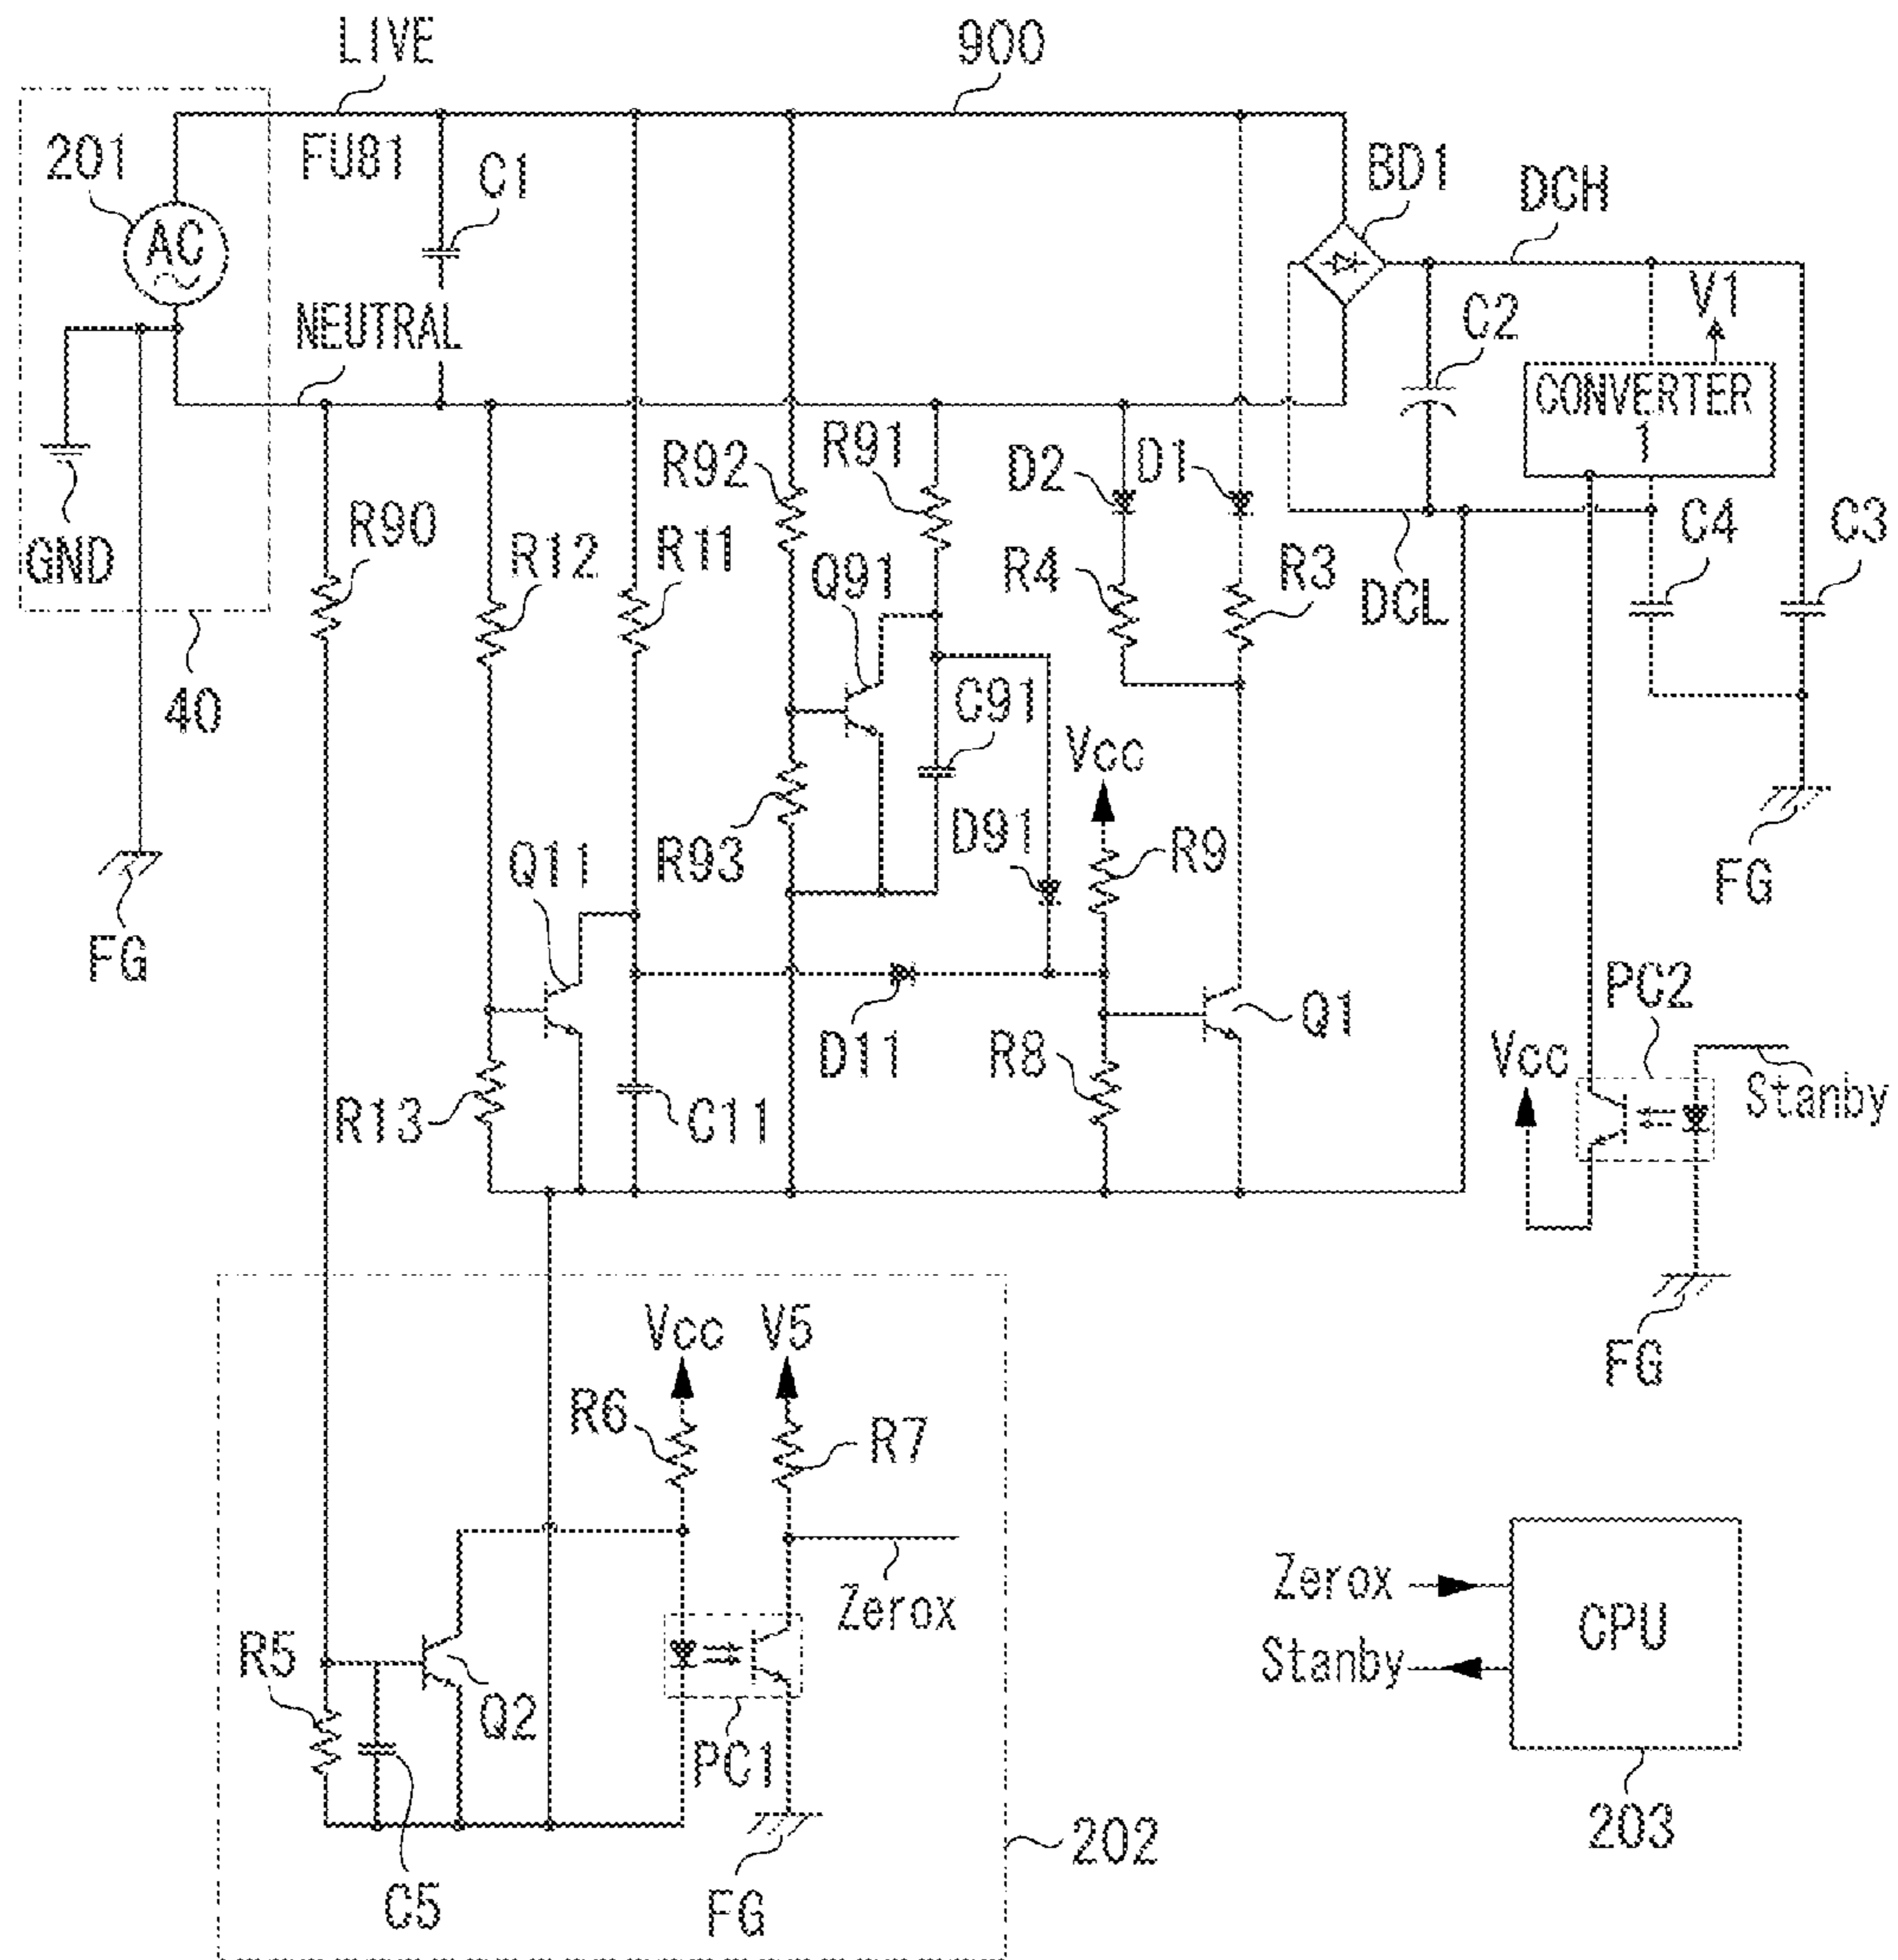 LIVE
900
201
FU81
C1
BD1
DCH
AC
V1
NEUTRAL
C2
CONVERTER
1
R92
R91
D2
D1
R90
C4
C3
GND
R12
R11
Q91
R4
R3
DCL
40
C91
Vcc
R93
D91
R9
Q11
FG
FG
PC2
Q1
D11
R8
Vcc
Stanby
R13
C11
Vcc
V5
FG
R6
R7
Zerox
Zerox
CPU
R5
Stanby
Q2
PC1
203
202
C5
FG